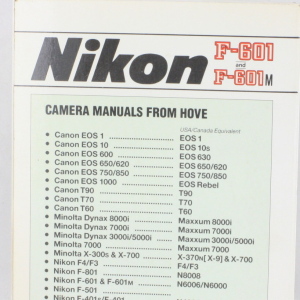 Nikon F-601
and
F-601M
CAMERA MANUALS FROM HOVE
USA/Canada Equivalent
• Canon EOS 1 ........ EOS 1
• Canon EOS 10 ........ EOS 10s
• Canon EOS 600 ........ EOS 630
• Canon EOS 650/620 ........ EOS 650/620
• Canon EOS 750/850 ........ EOS 750/850
• Canon EOS 1000 ........ EOS Rebel
• Canon T90 ........ T90
• Canon T70 ........ T70
• Canon T60 ........ T60
• Minolta Dynax 8000i ........ Maxxum 8000i
• Minolta Dynax 7000i ........ Maxxum 7000i
• Minolta Dynax 3000i/5000i ........ Maxxum 3000i/5000i
• Minolta 7000 ........ Maxxum 7000
• Minolta X-300s & X-700 ........ X-370N [X-9] & X-700
• Nikon F4/F3 ........ F4/F3
• Nikon F-801 ........ N8008
• Nikon F-601 & F-601M ........ N6006/N6000
• Nikon F-501